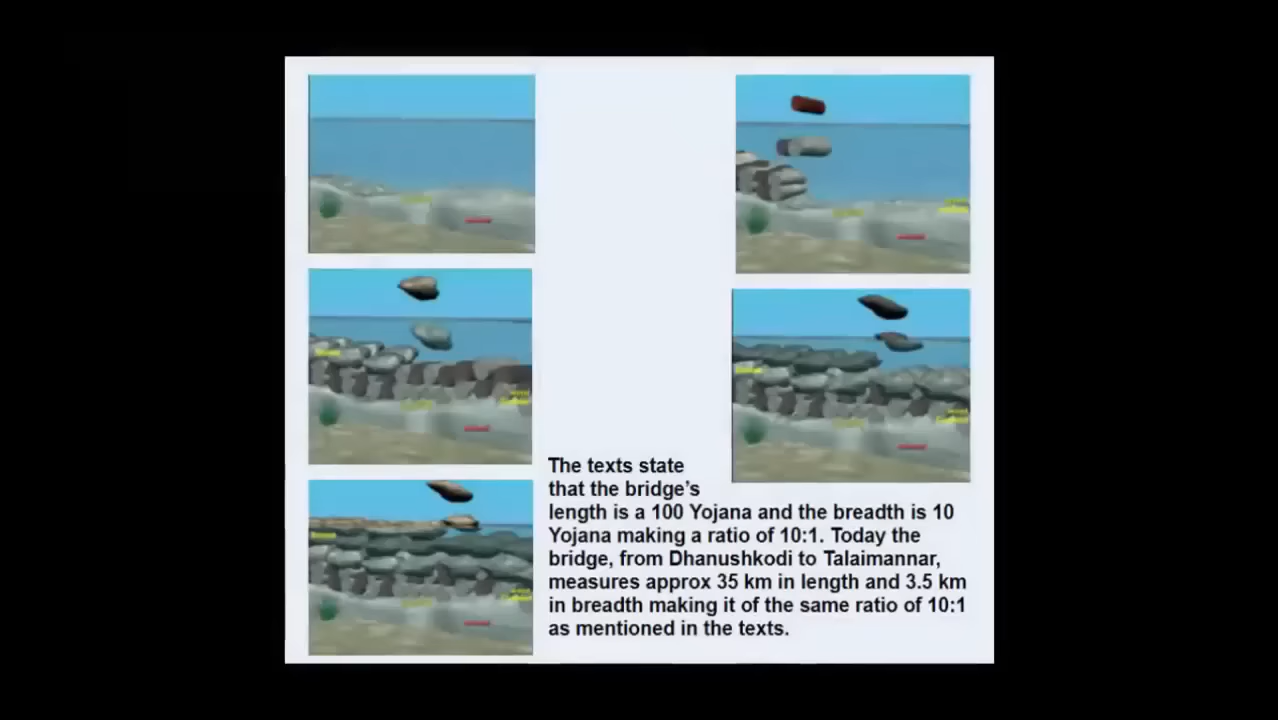 The texts state
that the bridge's
length is a 100 Yojana and the breadth is 10
Yojana making a ratio of 10:1. Today the
bridge, from Dhanushkodi to Talaimannar,
measures approx 35 km in length and 3.5 km
in breadth making it of the same ratio of 10:1
as mentioned in the texts.